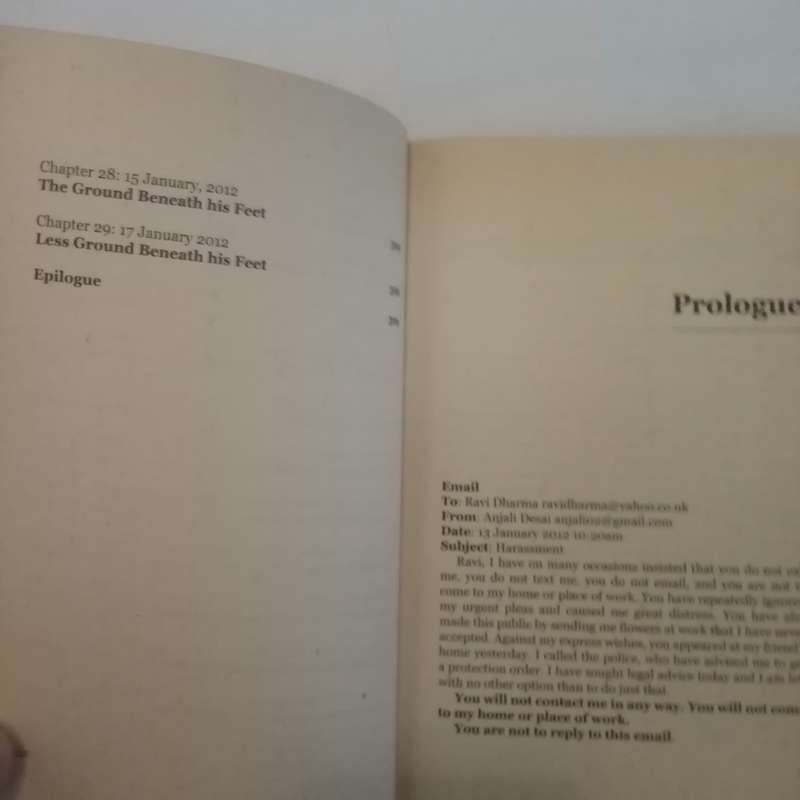 Chapter 28: 15 January, 2012
The Ground Beneath his Feet
Chapter 29: 17 January 2012
Less Ground Beneath his Feet
Epilogue
Prologue
Email
To: Ravi Dharma ravidharma@yahoo.co.uk
From: Anjali Desai
Date: 13 January 2012 10:20am
Subject: Harassment
Ravi, I have on many occasions insisted that you do not
me, you do not text me, you do not email, and you are not
come to my home or place of work. You have repeatedly
my urgent pleas and caused me great distress. You have
made this public by sending me flowers at work that I have
accepted. Against my express wishes, you appeared at my
home yesterday. I called the police, who have advised me to
a protection order. I have sought legal advice today and I am
with no other option than to do just that.
You will not contact me in any way. You will not
to my home or place of work.
You are not to reply to this email.